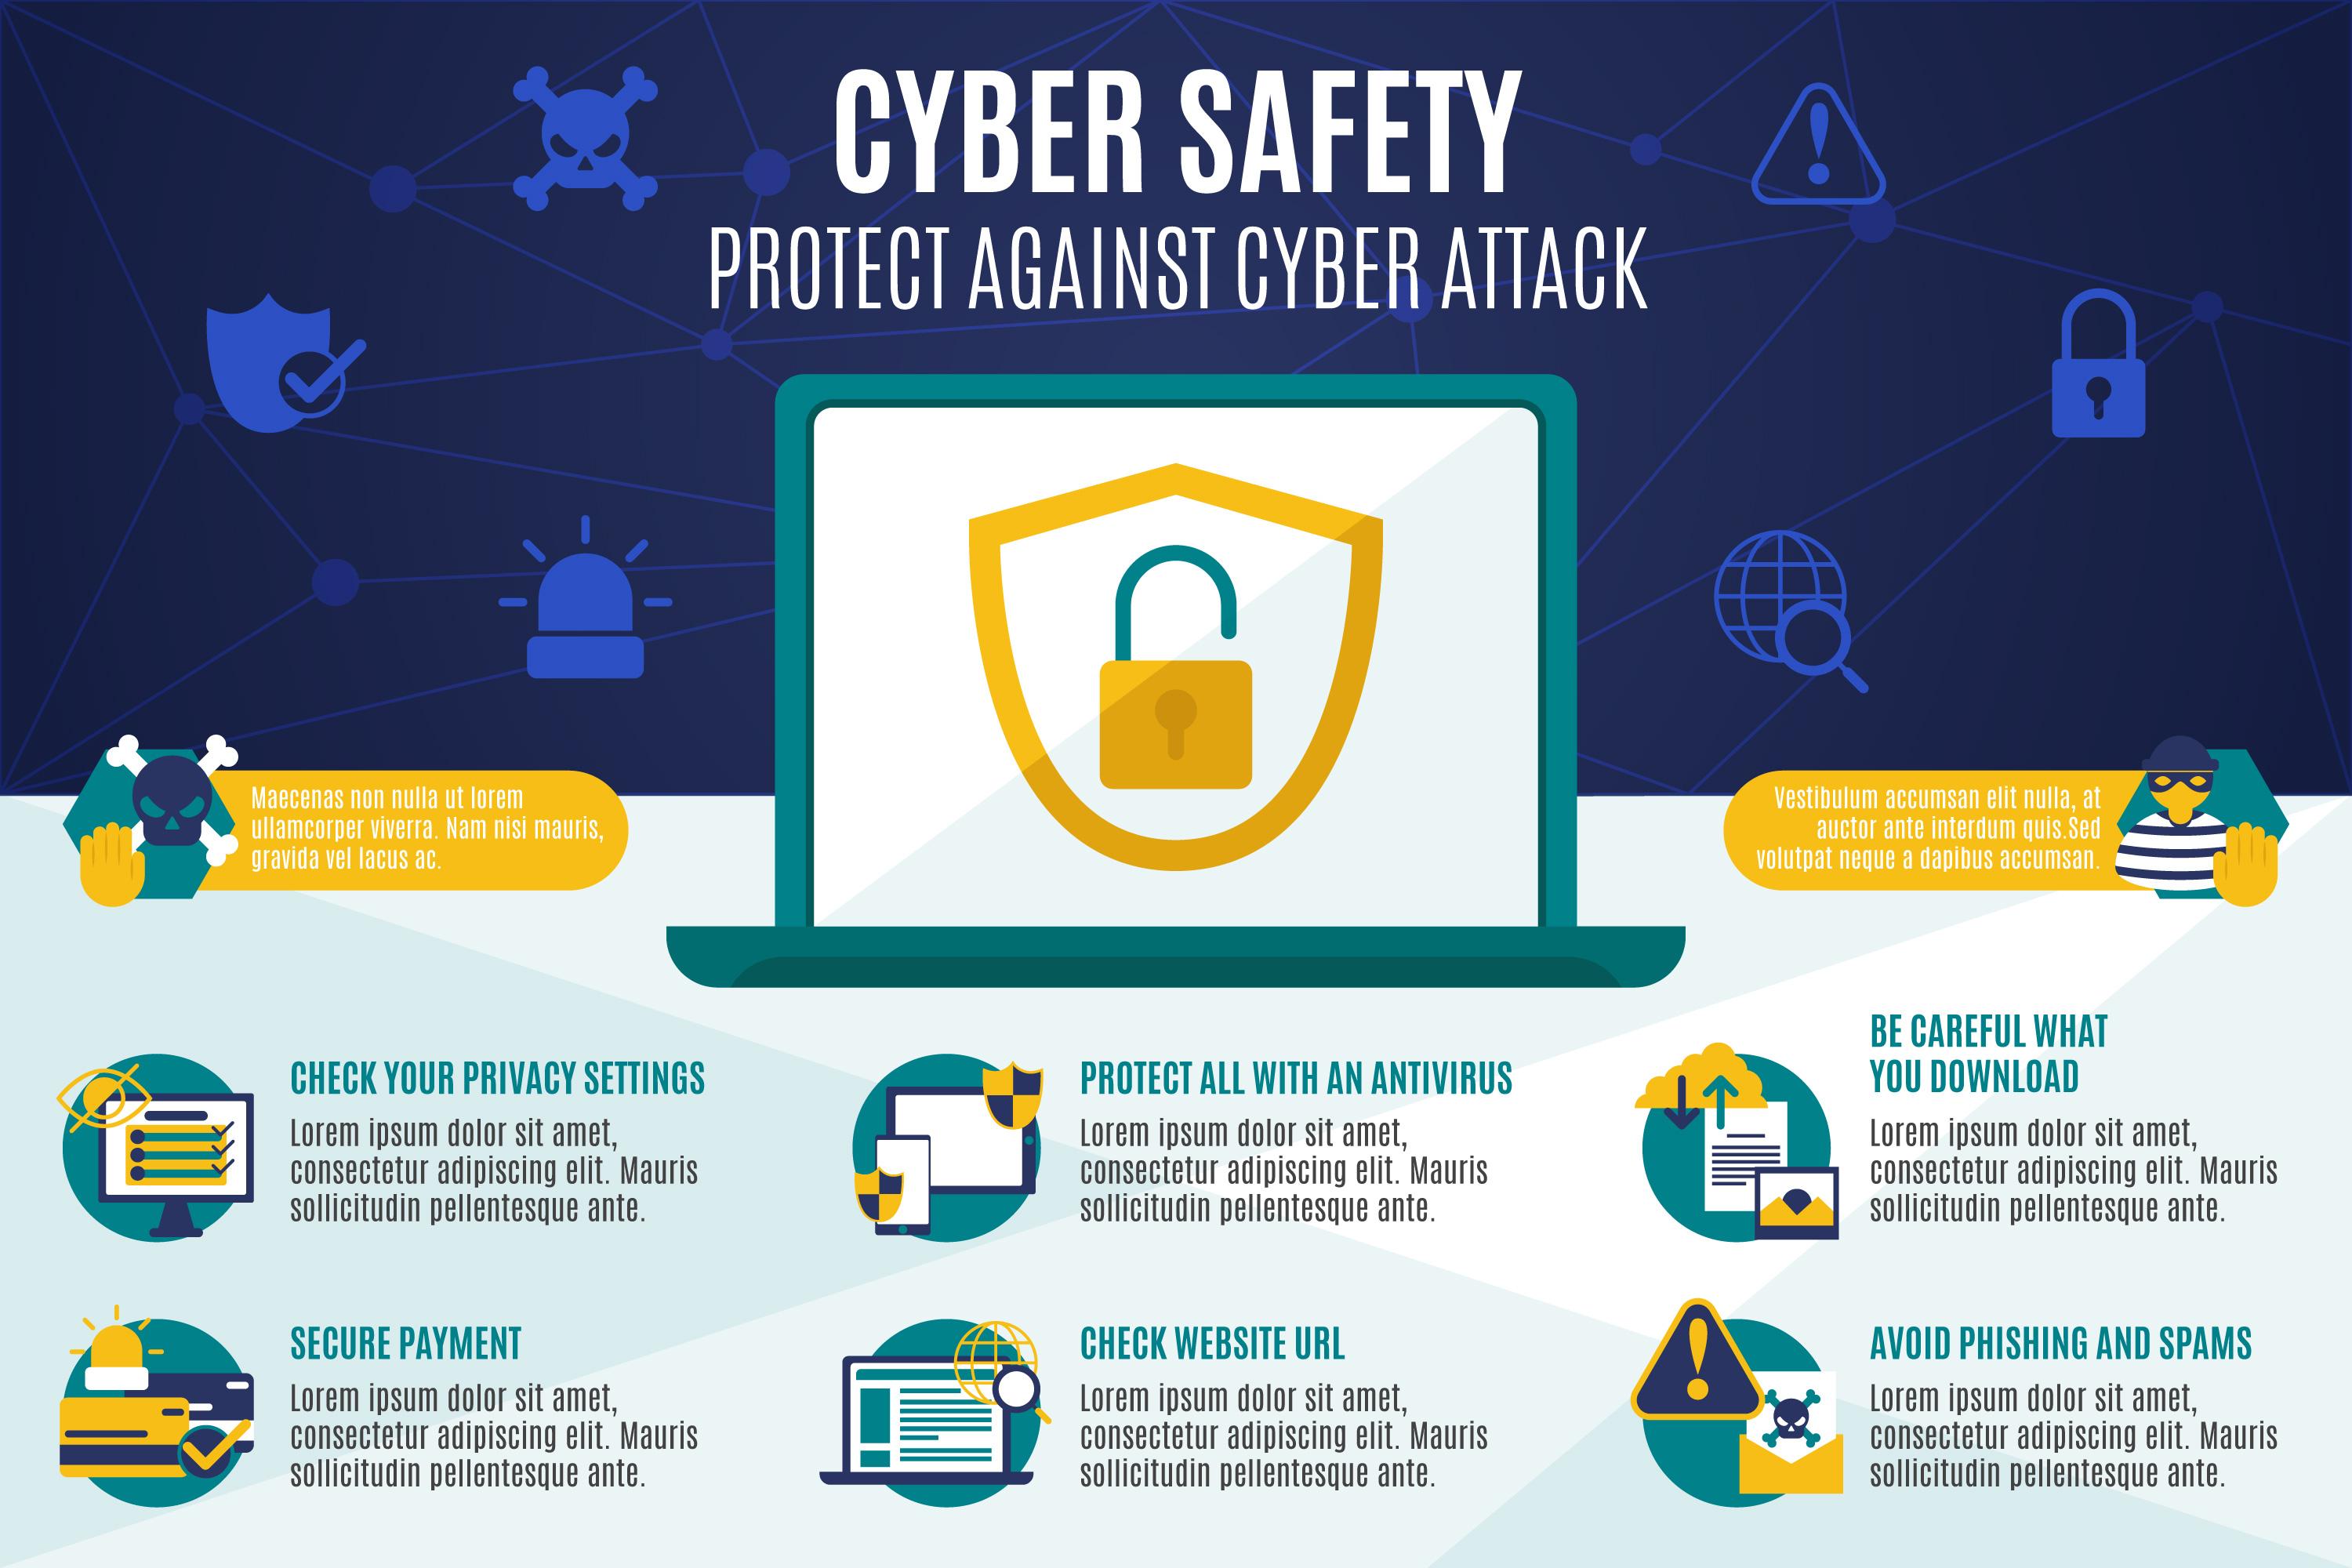 CYBER SAFETY
PROTECT AGAINST CYBER ATTACK
Maecenas non nulla ut lorem
ullamcorper viverra. Nam nisi mauris,
gravida vel lacus ac.
Vestibulum accumsan elit nulla, at
auctor ante interdum quis.Sed
volutpat neque a dapibus accumsan.
CHECK YOUR PRIVACY SETTINGS
Lorem ipsum dolor sit amet,
consectetur adipiscing elit. Mauris
sollicitudin pellentesque ante.
PROTECT ALL WITH AN ANTIVIRUS
Lorem ipsum dolor sit amet,
consectetur adipiscing elit. Mauris
sollicitudin pellentesque ante.
BE CAREFUL WHAT
YOU DOWNLOAD
Lorem ipsum dolor sit amet,
consectetur adipiscing elit. Mauris
sollicitudin pellentesque ante.
SECURE PAYMENT
Lorem ipsum dolor sit amet,
consectetur adipiscing elit. Mauris
sollicitudin pellentesque ante.
CHECK WEBSITE URL
Lorem ipsum dolor sit amet,
consectetur adipiscing elit. Mauris
sollicitudin pellentesque ante.
AVOID PHISHING AND SPAMS
Lorem ipsum dolor sit amet,
consectetur adipiscing elit. Mauris
sollicitudin pellentesque ante.